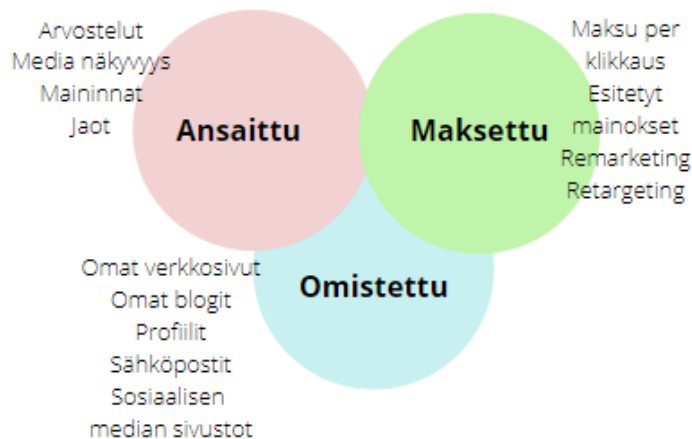 Arvostelut
Media näkyvyys
Maininnat
Jaot
Ansaittu
Maksettu
Maksu per
klikkaus
Esitetyt
mainokset
Remarketing
Retargeting
Omat verkkosivut
Omat blogit
Profiilit
Sähköpostit
Sosiaalisen
median sivustot
Omistettu